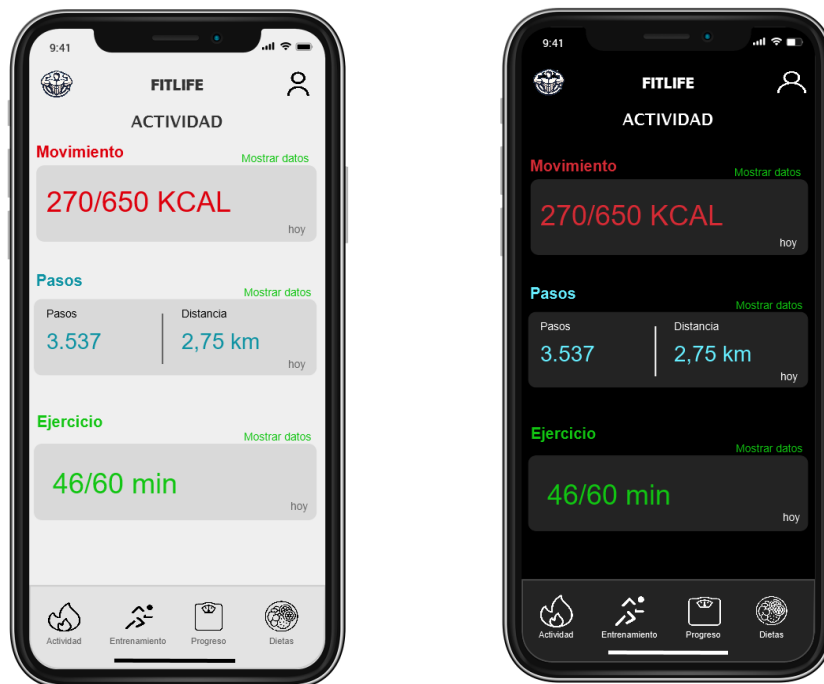 9:41
FITLIFE
ACTIVIDAD
Movimiento
Mostrar datos
270/650 KCAL
hoy
Pasos
Mostrar datos
Pasos
Distancia
3.537
2,75 km
hoy
Ejercicio
Mostrar datos
46/60 min
hoy
Actividad
Entrenamiento
Progreso
Dietas
9:41
FITLIFE
ACTIVIDAD
Movimiento
Mostrar datos
270/650 KCAL
hoy
Pasos
Mostrar datos
Pasos
Distancia
3.537
2,75 km
hoy
Ejercicio
Mostrar datos
46/60 min
hoy
Actividad
Entrenamiento
Progreso
Dietas